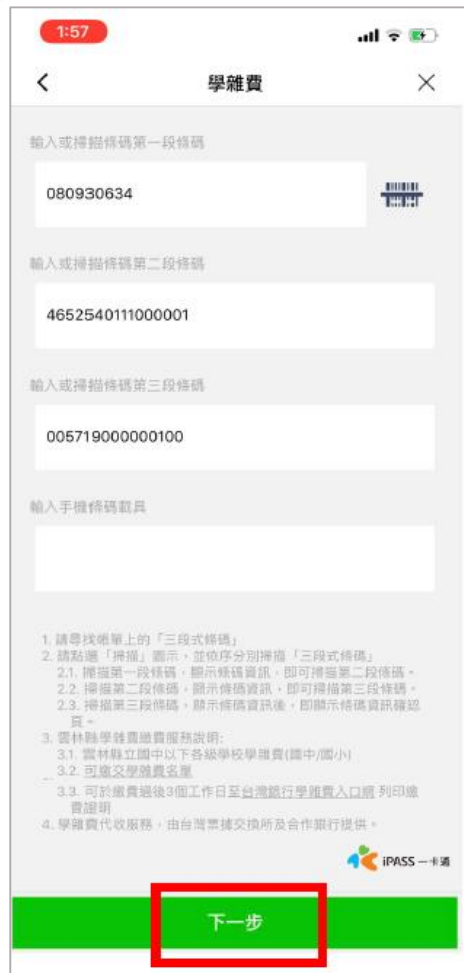 1:57
學雜費
輸入或掃描條碼第一段條碼
080930634
輸入或掃描條碼第二段條碼
4652540111000001
輸入或掃描條碼第三段條碼
005719000000100
輸入手機條碼載具
1. 請尋找帳單上的「三段式條碼」
2. 請點選「掃描」圖示，並依序分別掃描「三段式條碼」
2.1. 掃描第一段條碼，顯示條碼資訊，即可掃描第二段條碼。
2.2. 掃描第二段條碼，顯示條碼資訊，即可掃描第三段條碼。
2.3. 掃描第三段條碼，顯示條碼資訊後，即顯示條碼資訊確認
頁。
3. 雲林縣學雜費繳費服務說明:
3.1. 雲林縣立國中以下各級學校學雜費(國中/國小)
3.2. 可繳交學雜費名單
3.3. 可於繳費過後3個工作日至台灣銀行學雜費入口網 列印繳
費證明
4. 學雜費代收服務，由台灣票據交換所及合作銀行提供。
iPASS 一卡通
下一步